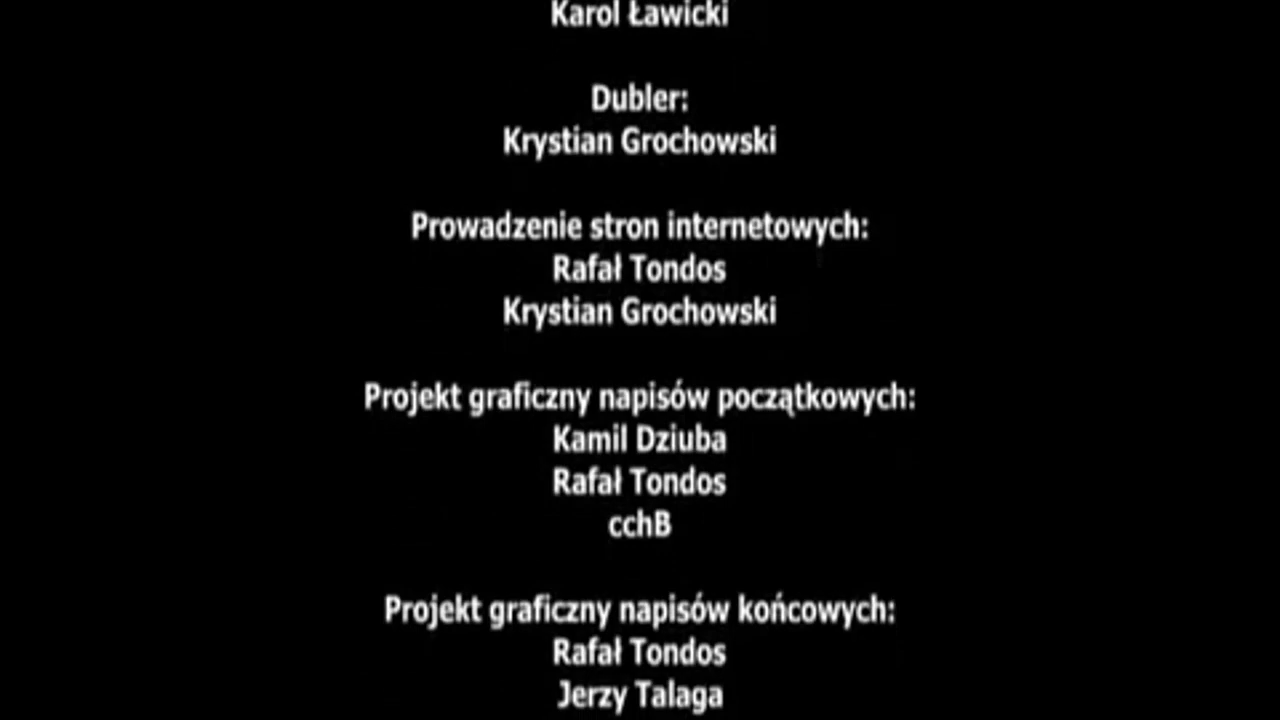 Karol Ławicki
Dubler:
Krystian Grochowski
Prowadzenie stron internetowych:
Rafał Tondos
Krystian Grochowski
Projekt graficzny napisów początkowych:
Kamil Dziuba
Rafał Tondos
cchB
Projekt graficzny napisów końcowych:
Rafał Tondos
Jerzy Talaga